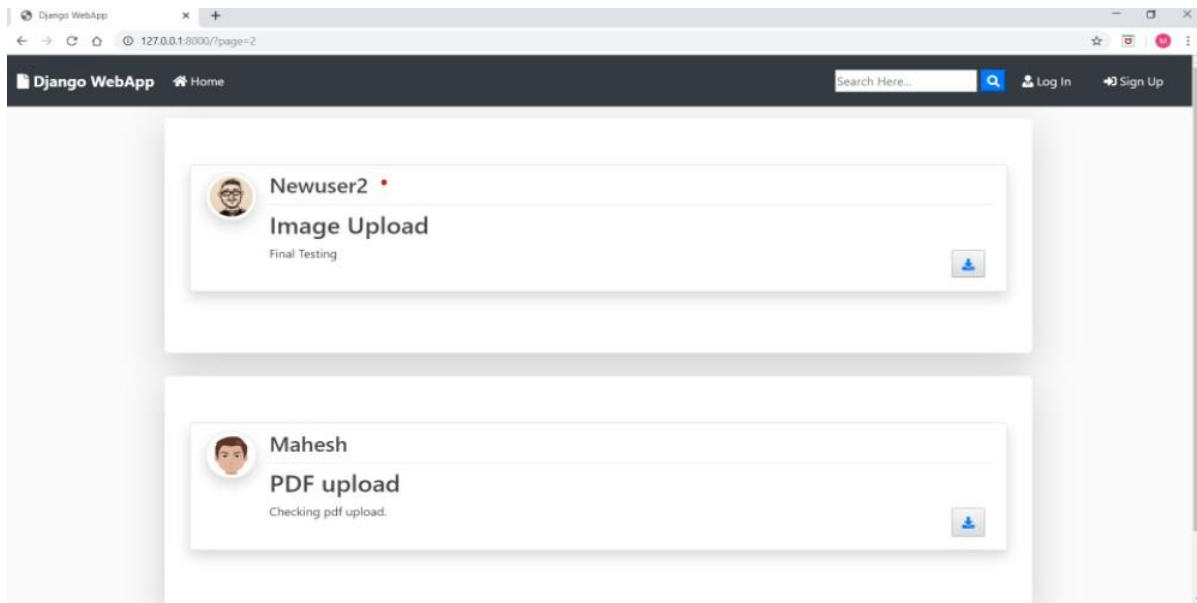 Django WebApp
127.0.0.1:8000/?page=2
M
Django WebApp Home Search Here... Log In Sign Up
Newuser2
Image Upload
Final Testing
Mahesh
PDF upload
Checking pdf upload.